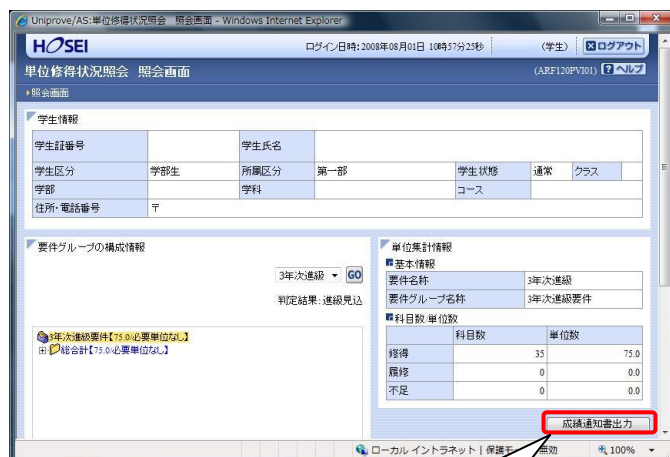 Uniprove/AS:単位修得状況照会 照会画面 - Windows Internet Explorer
HOSEI ログイン日時:2008年08月01日 10時57分25秒 (学生) ログアウト
単位修得状況照会 照会画面 (ARF120PVI01) ? ヘルプ
▸照会画面
学生情報
学生証番号 学生氏名
学生区分 学部生 所属区分 第一部 学生状態 通常 クラス
学部 学科 コース
住所・電話番号 〒
要件グループの構成情報
3年次進級 GO
判定結果:進級見込
3年次進級要件【75.0/必要単位なし】
総合計【75.0/必要単位なし】
単位集計情報
基本情報
要件名称 3年次進級
要件グループ名称 3年次進級要件
科目数/単位数
科目数 単位数
修得 35 75.0
履修 0 0.0
不足 0 0.0
成績通知書出力
ローカル イントラネット | 保護モ 無効 100%